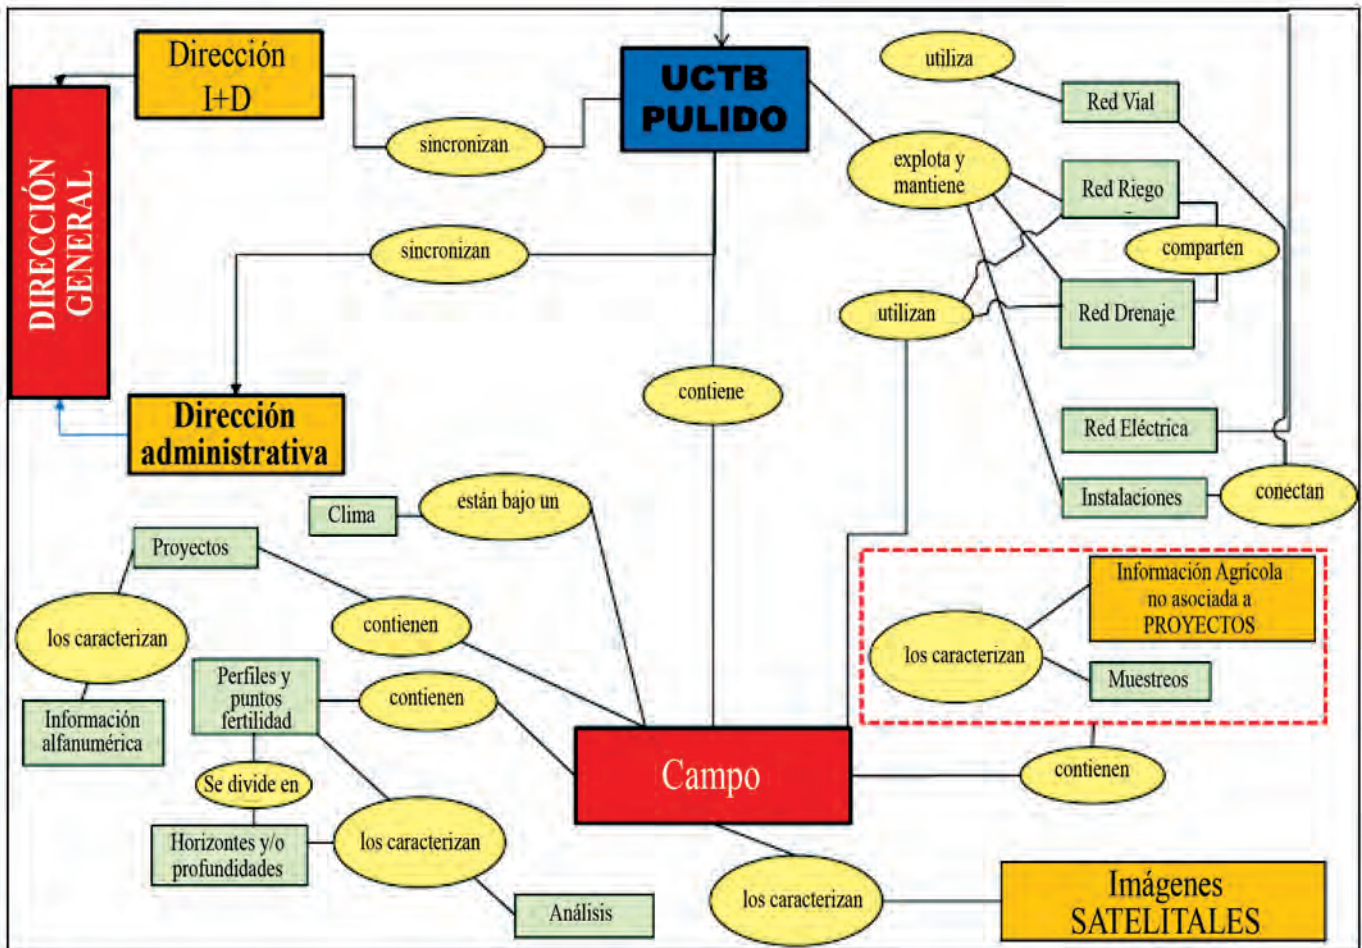 Dirección
I+D
UCTB
PULIDO
utiliza
Red Vial
sincronizan
explota y
mantiene
Red Riego
DIRECCIÓN
GENERAL
sincronizan
comparten
utilizan
Red Drenaje
contiene
Dirección
administrativa
Red Eléctrica
Clima
están bajo un
Instalaciones
conectan
Proyectos
contienen
los caracterizan
Información Agrícola
no asociada a
PROYECTOS
los caracterizan
Muestreos
Perfiles y
puntos
fertilidad
contienen
Información
alfanumérica
Campo
contienen
Se divide en
Horizontes y/o
profundidades
los caracterizan
Análisis
los caracterizan
Imágenes
SATELITALES